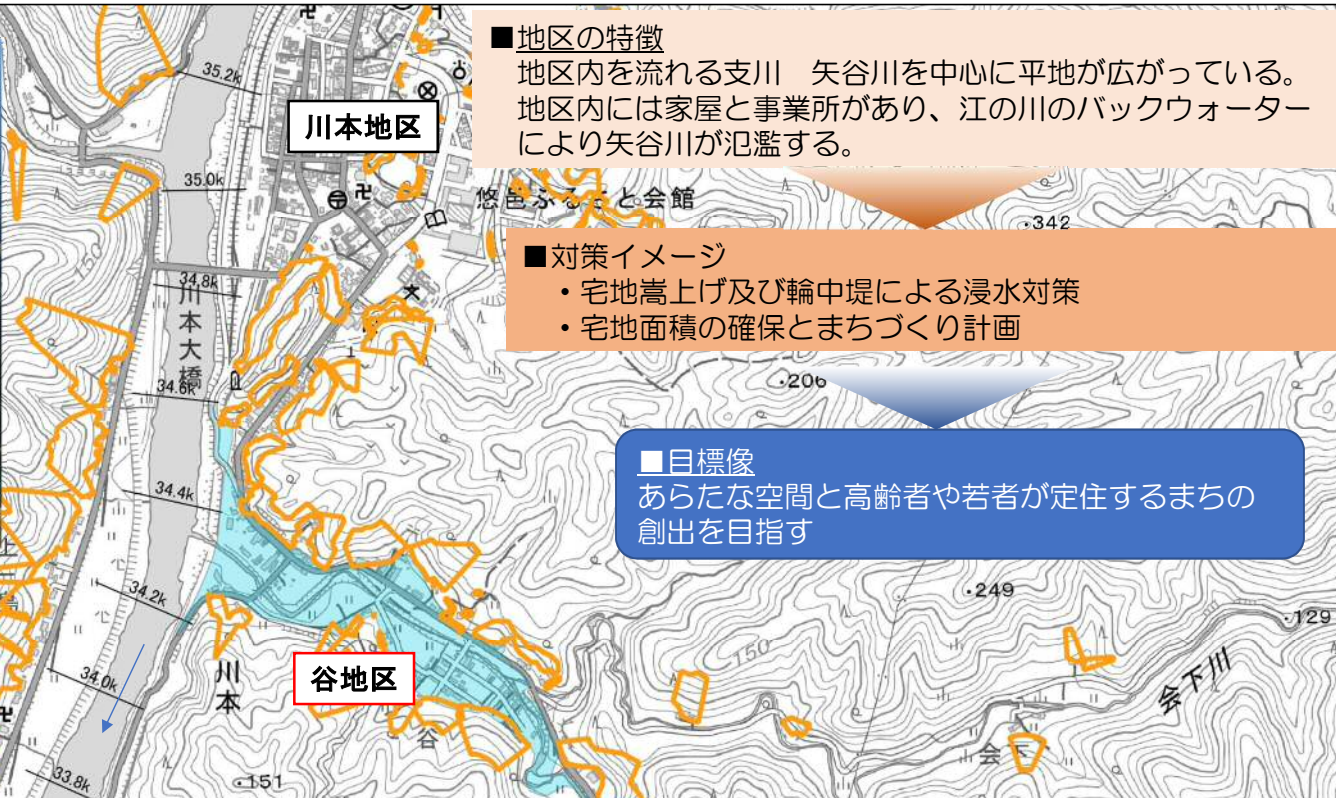 ■地区の特徴
地区内を流れる支川　矢谷川を中心に平地が広がっている。
地区内には家屋と事業所があり、江の川のバックウォーター
により矢谷川が氾濫する。
■対策イメージ
・宅地嵩上げ及び輪中堤による浸水対策
・宅地面積の確保とまちづくり計画
■目標像
あらたな空間と高齢者や若者が定住するまちの
創出を目指す
35.2k
川本地区
35.0k
悠邑ふるさと会館
・342
150
34.8k
川本大橋
34.6k
・206
34.4k
・249
34.2k
・129
150
谷地区
川本
34.0k
会下川
谷
会下
・151
33.8k